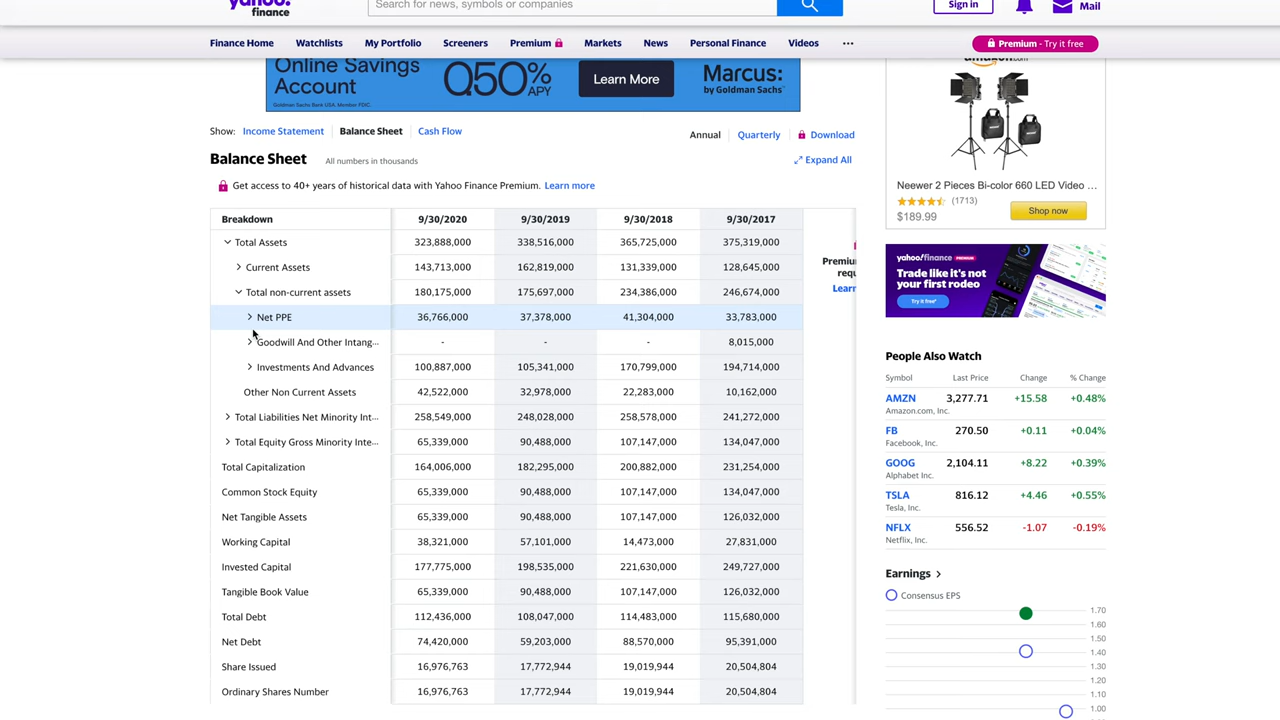 yahoo!
finance
Search for news, symbols or companies
Sign in
Mail
Finance Home Watchlists My Portfolio Screeners Premium Markets News Personal Finance Videos ...
Premium - Try it free
Online Savings
Account
0.50% APY
Learn More
Marcus:
by Goldman Sachs®
Goldman Sachs Bank USA. Member FDIC.
amazon.com
Neewer 2 Pieces Bi-color 660 LED Video ...
(1713)
$189.99
Shop now
Show: Income Statement Balance Sheet Cash Flow
Annual Quarterly Download
Balance Sheet All numbers in thousands
Expand All
Get access to 40+ years of historical data with Yahoo Finance Premium. Learn more
Breakdown 9/30/2020 9/30/2019 9/30/2018 9/30/2017
Total Assets 323,888,000 338,516,000 365,725,000 375,319,000
Current Assets 143,713,000 162,819,000 131,339,000 128,645,000
Total non-current assets 180,175,000 175,697,000 234,386,000 246,674,000
Net PPE 36,766,000 37,378,000 41,304,000 33,783,000
Goodwill And Other Intang... - - - 8,015,000
Investments And Advances 100,887,000 105,341,000 170,799,000 194,714,000
Other Non Current Assets 42,522,000 32,978,000 22,283,000 10,162,000
Total Liabilities Net Minority Int... 258,549,000 248,028,000 258,578,000 241,272,000
Total Equity Gross Minority Inte... 65,339,000 90,488,000 107,147,000 134,047,000
Total Capitalization 164,006,000 182,295,000 200,882,000 231,254,000
Common Stock Equity 65,339,000 90,488,000 107,147,000 134,047,000
Net Tangible Assets 65,339,000 90,488,000 107,147,000 126,032,000
Working Capital 38,321,000 57,101,000 14,473,000 27,831,000
Invested Capital 177,775,000 198,535,000 221,630,000 249,727,000
Tangible Book Value 65,339,000 90,488,000 107,147,000 126,032,000
Total Debt 112,436,000 108,047,000 114,483,000 115,680,000
Net Debt 74,420,000 59,203,000 88,570,000 95,391,000
Share Issued 16,976,763 17,772,944 19,019,944 20,504,804
Ordinary Shares Number 16,976,763 17,772,944 19,019,944 20,504,804
Premium
requ
Learn
yahoo!finance PREMIUM
Trade like it's not
your first rodeo
Try it free*
People Also Watch
Symbol Last Price Change % Change
AMZN 3,277.71 +15.58 +0.48%
Amazon.com, Inc.
FB 270.50 +0.11 +0.04%
Facebook, Inc.
GOOG 2,104.11 +8.22 +0.39%
Alphabet Inc.
TSLA 816.12 +4.46 +0.55%
Tesla, Inc.
NFLX 556.52 -1.07 -0.19%
Netflix, Inc.
Earnings
Consensus EPS
1.70
1.60
1.50
1.40
1.30
1.20
1.10
1.00